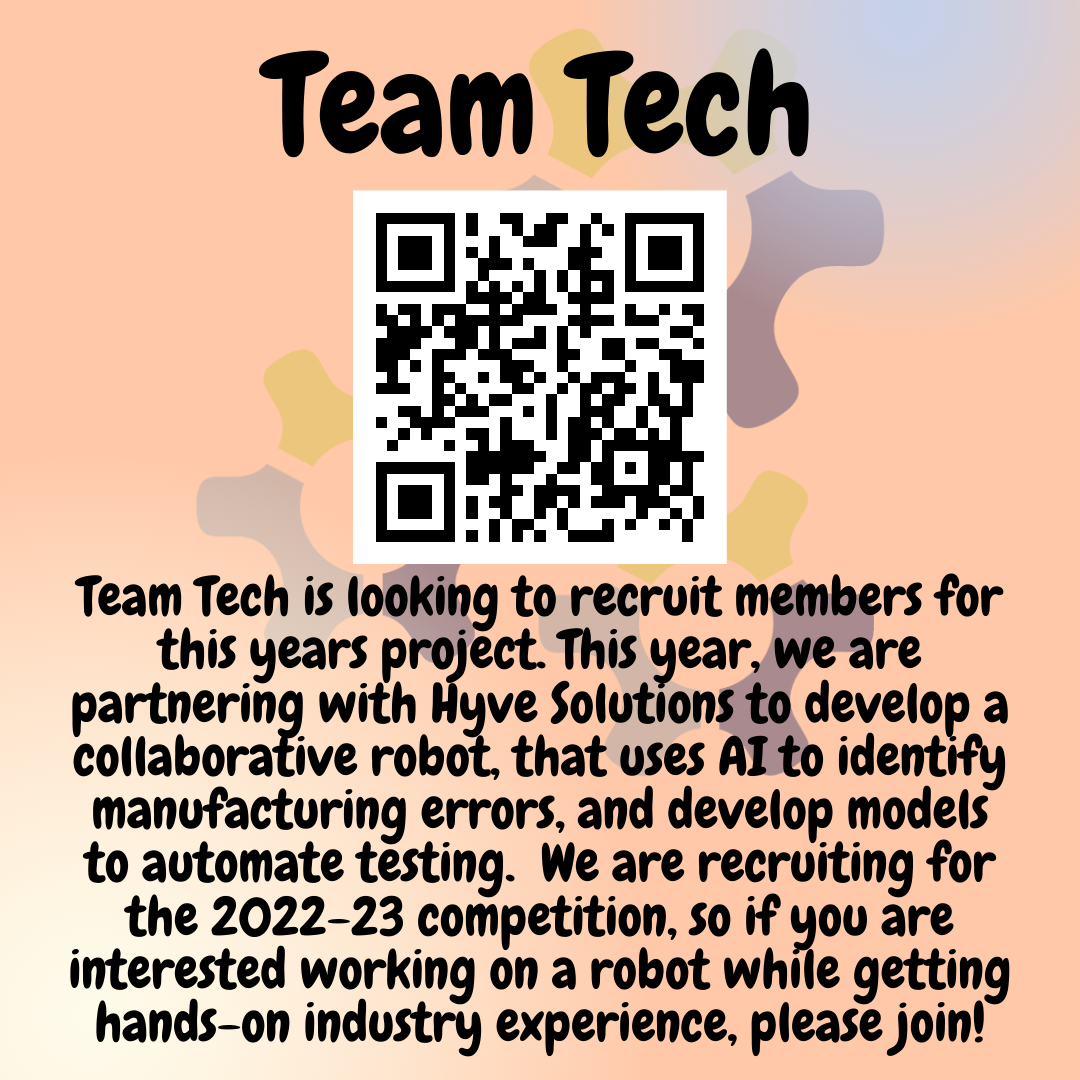 Team Tech
Team Tech is looking to recruit members for
this years project. This year, we are
partnering with Hyve Solutions to develop a
collaborative robot, that uses AI to identify
manufacturing errors, and develop models
to automate testing.  We are recruiting for
the 2022-23 competition, so if you are
interested working on a robot while getting
hands-on industry experience, please join!